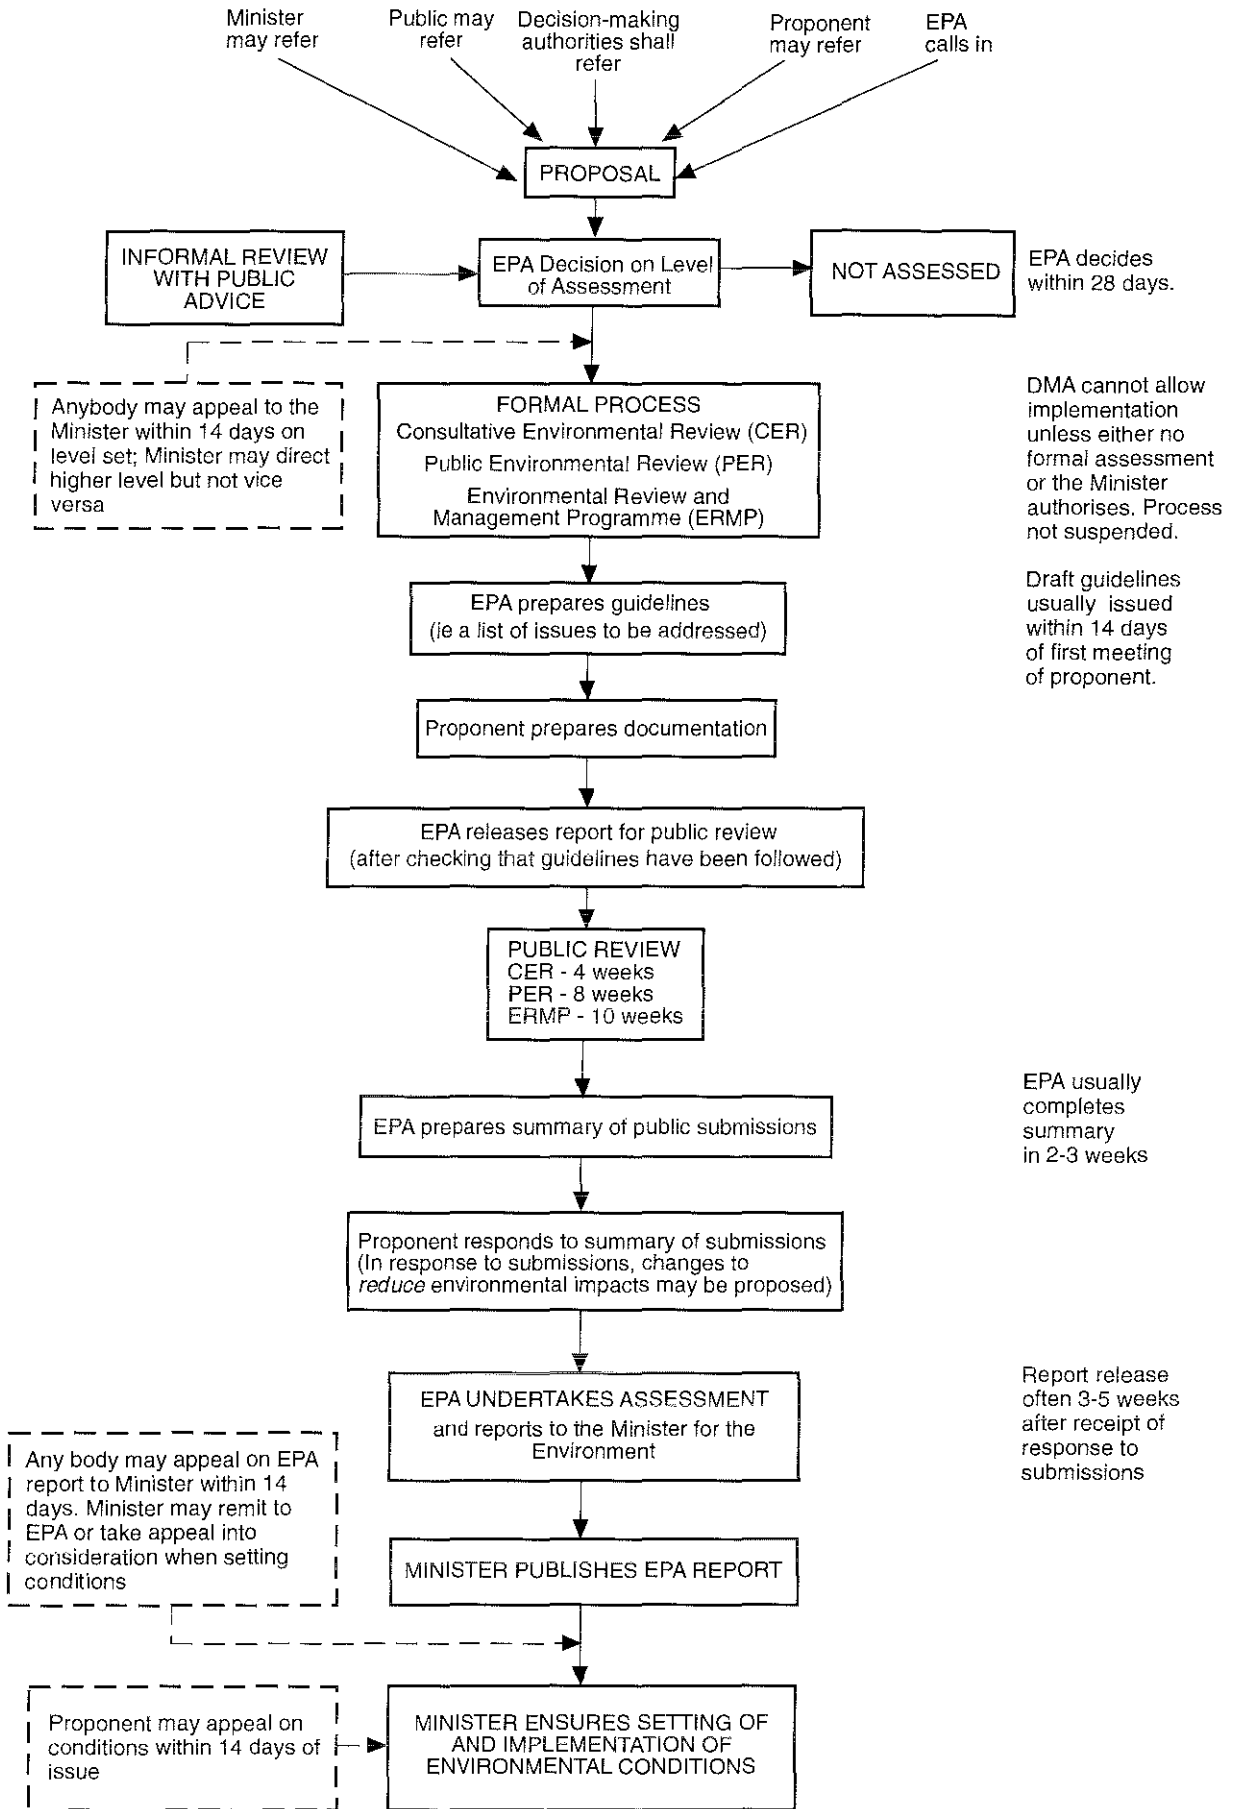 Minister
may refer
Public may
refer
Decision-making
authorities shall
refer
Proponent
may refer
EPA
calls in
PROPOSAL
INFORMAL REVIEW
WITH PUBLIC
ADVICE
EPA Decision on Level
of Assessment
NOT ASSESSED
EPA decides
within 28 days.
Anybody may appeal to the
Minister within 14 days on
level set; Minister may direct
higher level but not vice
versa
FORMAL PROCESS
Consultative Environmental Review (CER)
Public Environmental Review (PER)
Environmental Review and
Management Programme (ERMP)
DMA cannot allow
implementation
unless either no
formal assessment
or the Minister
authorises. Process
not suspended.
EPA prepares guidelines
(ie a list of issues to be addressed)
Draft guidelines
usually issued
within 14 days
of first meeting
of proponent.
Proponent prepares documentation
EPA releases report for public review
(after checking that guidelines have been followed)
PUBLIC REVIEW
CER - 4 weeks
PER - 8 weeks
ERMP - 10 weeks
EPA prepares summary of public submissions
EPA usually
completes
summary
in 2-3 weeks
Proponent responds to summary of submissions
(In response to submissions, changes to
reduce environmental impacts may be proposed)
EPA UNDERTAKES ASSESSMENT
and reports to the Minister for the
Environment
Report release
often 3-5 weeks
after receipt of
response to
submissions
Any body may appeal on EPA
report to Minister within 14
days. Minister may remit to
EPA or take appeal into
consideration when setting
conditions
MINISTER PUBLISHES EPA REPORT
Proponent may appeal on
conditions within 14 days of
issue
MINISTER ENSURES SETTING OF
AND IMPLEMENTATION OF
ENVIRONMENTAL CONDITIONS